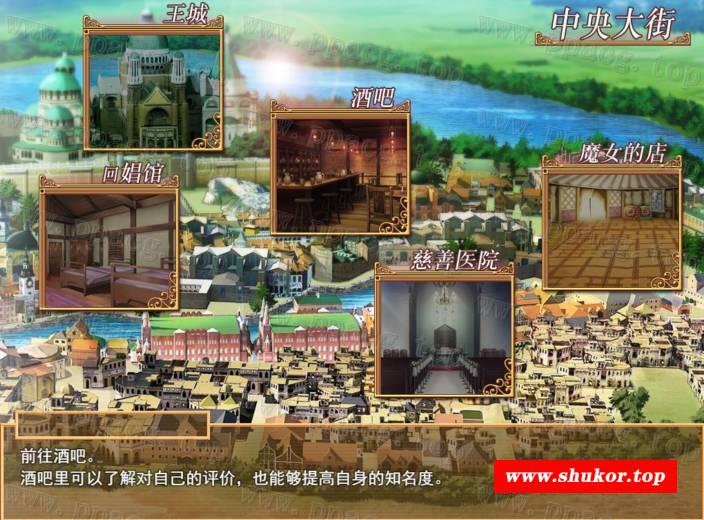 王城
中央大街
酒吧
回娼馆
魔女的店
慈善医院
前往酒吧。
酒吧里可以了解对自己的评价，也能够提高自身的知名度。
www.shukor.top